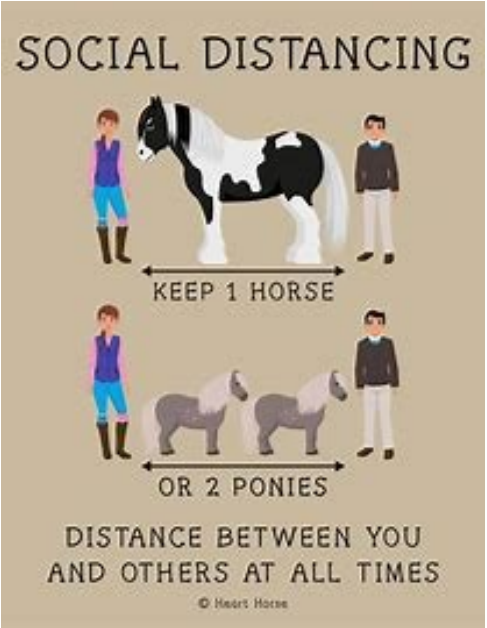 SOCIAL DISTANCING
KEEP 1 HORSE
OR 2 PONIES
DISTANCE BETWEEN YOU
AND OTHERS AT ALL TIMES
© Heart Horse